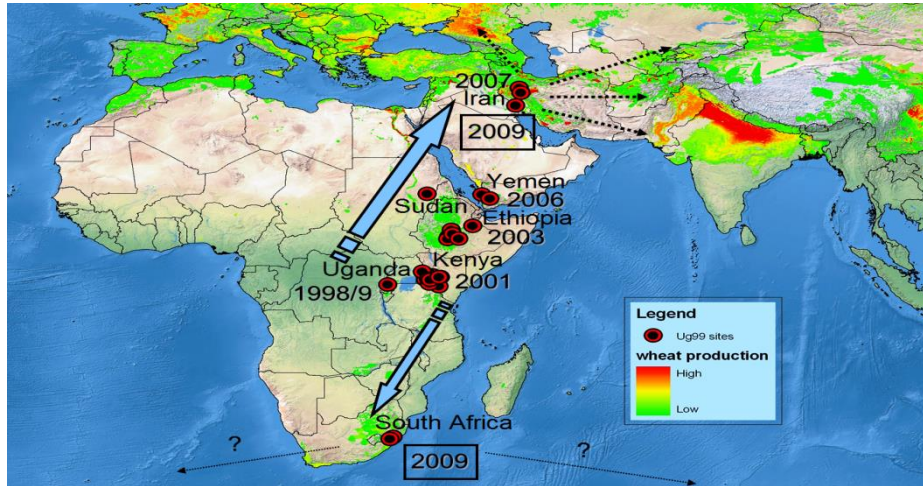 2007
Iran
2009
Yemen
2006
Sudan
Ethiopia
2003
Kenya
Uganda
2001
1998/9
Legend
Ug99 sites
wheat production
High
Low
South Africa
?
?
2009